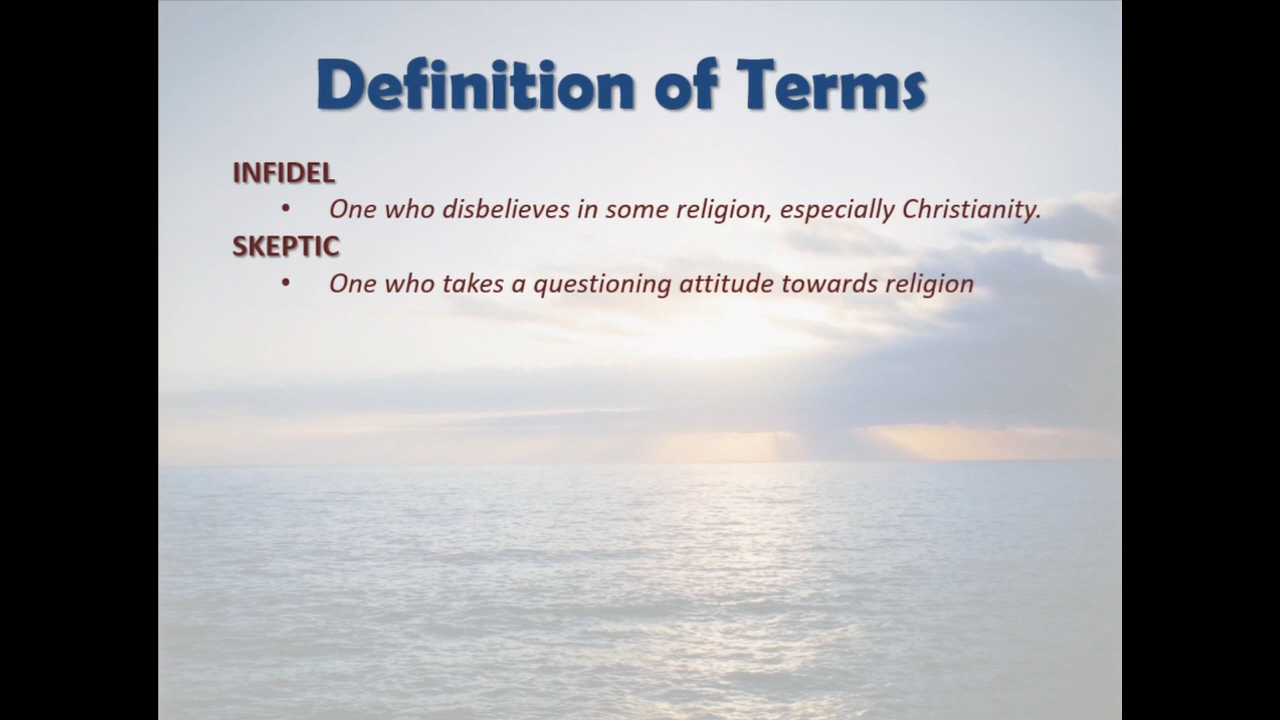 Definition of Terms
INFIDEL
• One who disbelieves in some religion, especially Christianity.
SKEPTIC
• One who takes a questioning attitude towards religion